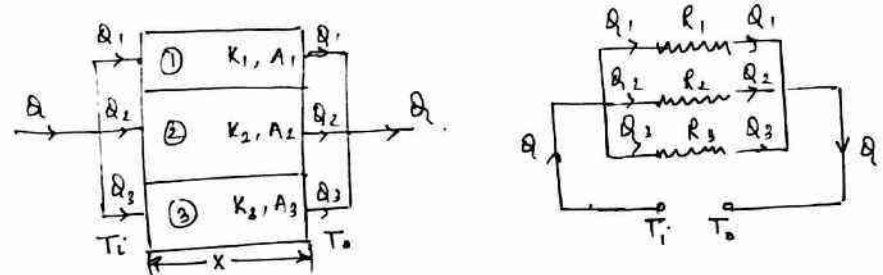 Q1 ① K1, A1 Q1
Q Q2 ② K2, A2 Q2 Q
Q3 ③ K3, A3 Q3
Ti To
X
Q1 R1 Q1
Q2 R2 Q2
Q3 R3 Q3
Q Q
Ti To